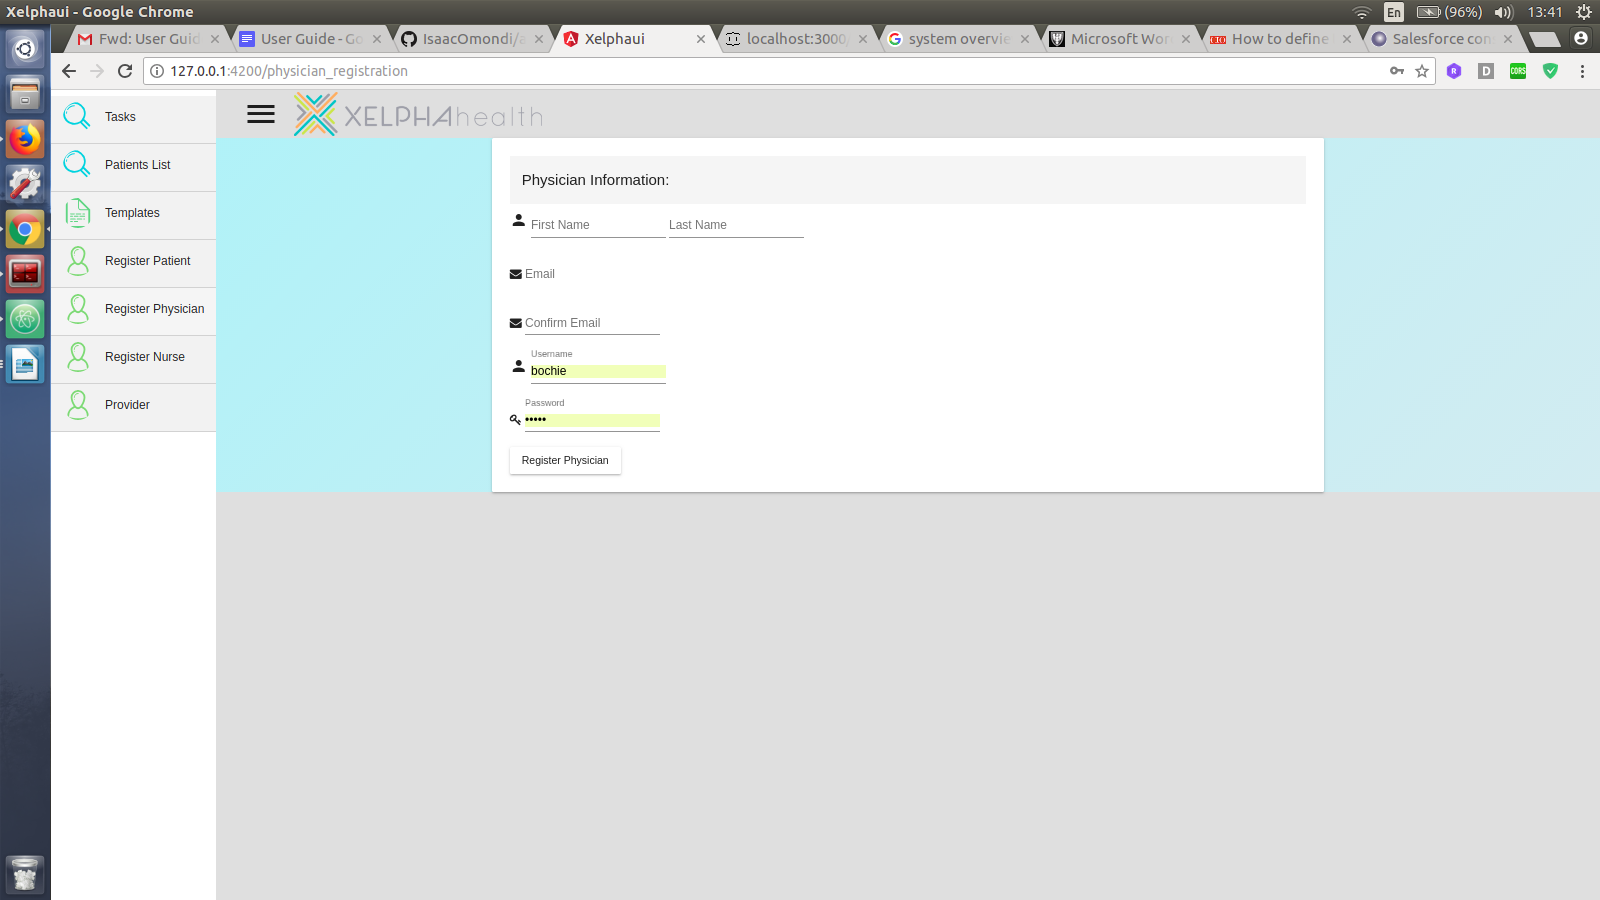 Xelphaui - Google Chrome
En (96%) 13:41
Fwd: User Guid
User Guide - Go
IsaacOmondi/a
Xelphaui
localhost:3000/
system overvie
Microsoft Wor
How to define
Salesforce con
127.0.0.1:4200/physician_registration
R
D
CORS
XELPHAhealth
Tasks
Patients List
Templates
Register Patient
Register Physician
Register Nurse
Provider
Physician Information:
First Name Last Name
Email
Confirm Email
Username
bochie
Password
•••••
Register Physician